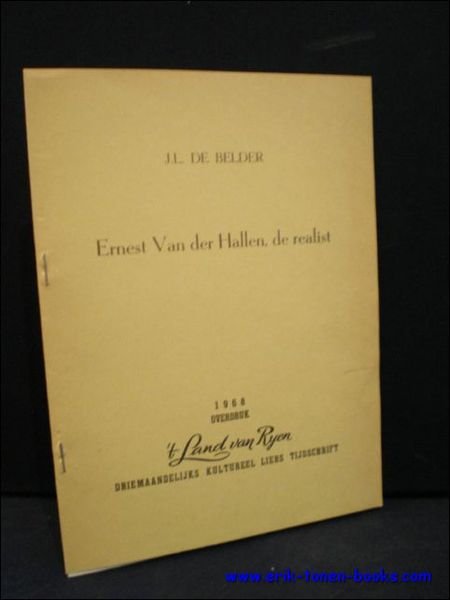 J.L. DE BELDER
Ernest Van der Hallen, de realist
1968
OVERDRUK
't Land van Ryen
DRIEMAANDELIJKS KULTUREEL LIERS TIJDSCHRIFT
www.erik-tonen-books.com